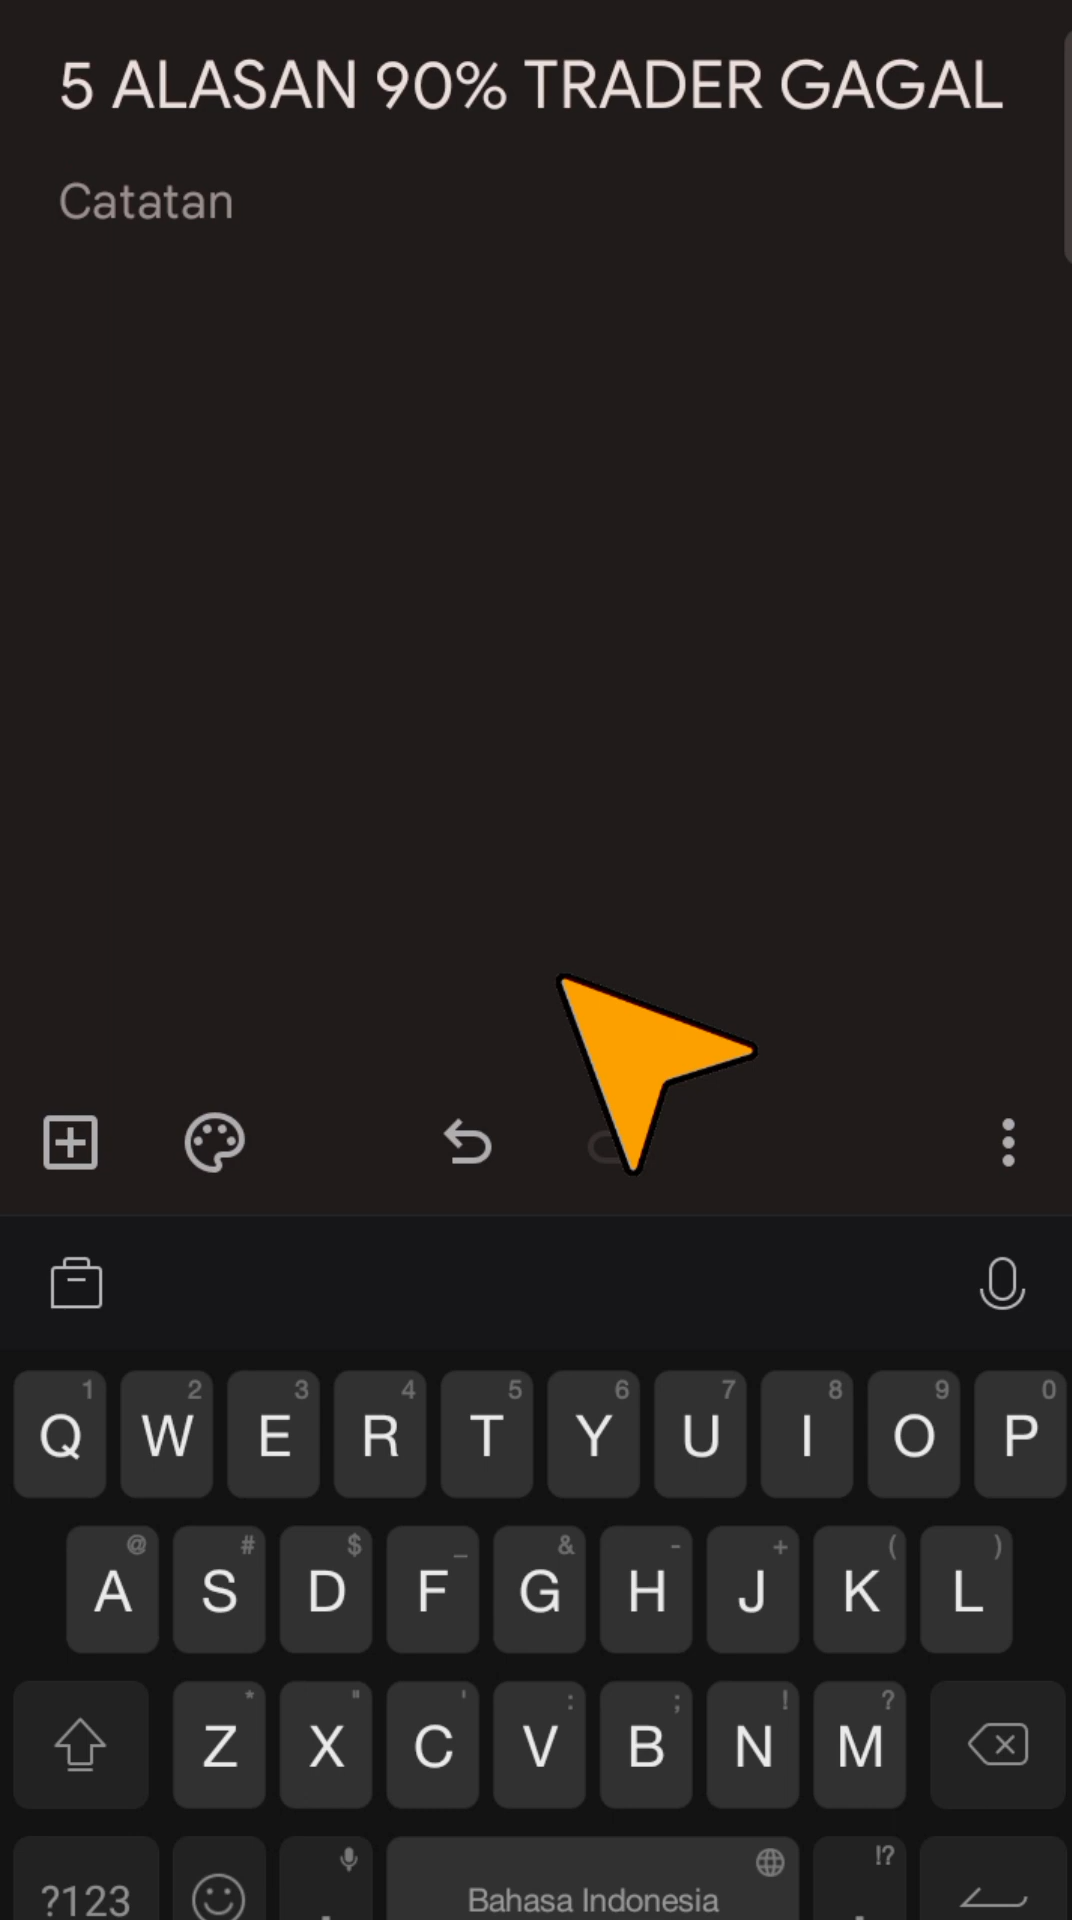 5 ALASAN 90% TRADER GAGAL
Catatan
1 2 3 4 5 6 7 8 9 0
Q W E R T Y U I O P
@ # $ _ & - + ( )
A S D F G H J K L
* " ' : ; ! ?
Z X C V B N M
!?
?123 , Bahasa Indonesia .